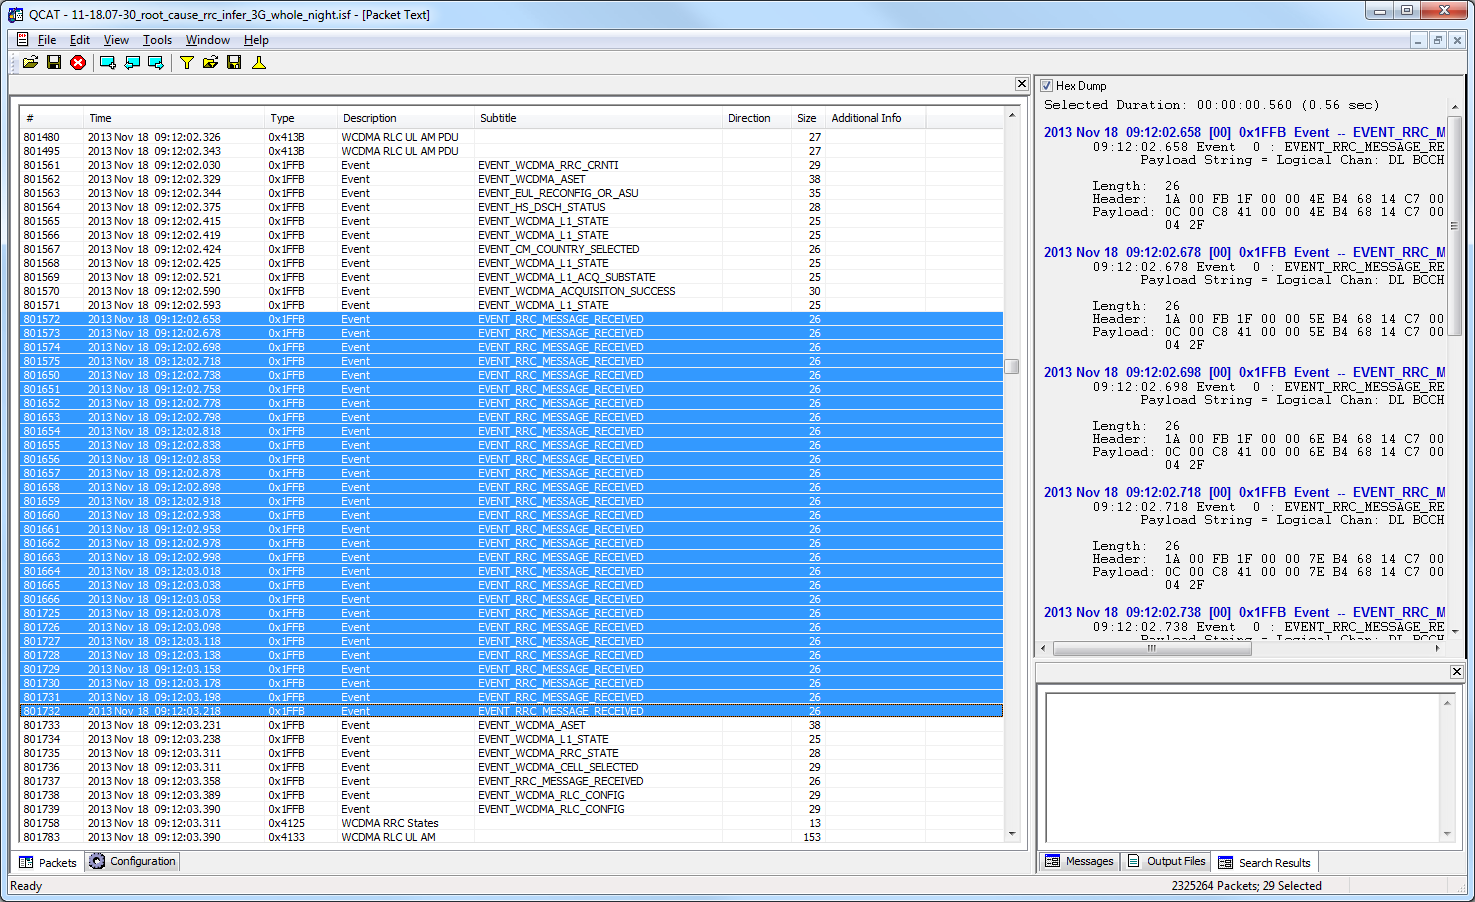 QCAT - 11-18.07-30_root_cause_rrc_infer_3G_whole_night.isf - [Packet Text]
File Edit View Tools Window Help
# Time Type Description Subtitle Direction Size Additional Info
801480 2013 Nov 18 09:12:02.326 0x413B WCDMA RLC UL AM PDU 27
801495 2013 Nov 18 09:12:02.343 0x413B WCDMA RLC UL AM PDU 27
801561 2013 Nov 18 09:12:02.030 0x1FFB Event EVENT_WCDMA_RRC_CRNTI 29
801562 2013 Nov 18 09:12:02.329 0x1FFB Event EVENT_WCDMA_ASET 38
801563 2013 Nov 18 09:12:02.344 0x1FFB Event EVENT_EUL_RECONFIG_OR_ASU 35
801564 2013 Nov 18 09:12:02.375 0x1FFB Event EVENT_HS_DSCH_STATUS 28
801565 2013 Nov 18 09:12:02.415 0x1FFB Event EVENT_WCDMA_L1_STATE 25
801566 2013 Nov 18 09:12:02.419 0x1FFB Event EVENT_WCDMA_L1_STATE 25
801567 2013 Nov 18 09:12:02.424 0x1FFB Event EVENT_CM_COUNTRY_SELECTED 26
801568 2013 Nov 18 09:12:02.425 0x1FFB Event EVENT_WCDMA_L1_STATE 25
801569 2013 Nov 18 09:12:02.521 0x1FFB Event EVENT_WCDMA_L1_ACQ_SUBSTATE 25
801570 2013 Nov 18 09:12:02.590 0x1FFB Event EVENT_WCDMA_ACQUISITON_SUCCESS 30
801571 2013 Nov 18 09:12:02.593 0x1FFB Event EVENT_WCDMA_L1_STATE 25
801572 2013 Nov 18 09:12:02.658 0x1FFB Event EVENT_RRC_MESSAGE_RECEIVED 26
801573 2013 Nov 18 09:12:02.678 0x1FFB Event EVENT_RRC_MESSAGE_RECEIVED 26
801574 2013 Nov 18 09:12:02.698 0x1FFB Event EVENT_RRC_MESSAGE_RECEIVED 26
801575 2013 Nov 18 09:12:02.718 0x1FFB Event EVENT_RRC_MESSAGE_RECEIVED 26
801650 2013 Nov 18 09:12:02.738 0x1FFB Event EVENT_RRC_MESSAGE_RECEIVED 26
801651 2013 Nov 18 09:12:02.758 0x1FFB Event EVENT_RRC_MESSAGE_RECEIVED 26
801652 2013 Nov 18 09:12:02.778 0x1FFB Event EVENT_RRC_MESSAGE_RECEIVED 26
801653 2013 Nov 18 09:12:02.798 0x1FFB Event EVENT_RRC_MESSAGE_RECEIVED 26
801654 2013 Nov 18 09:12:02.818 0x1FFB Event EVENT_RRC_MESSAGE_RECEIVED 26
801655 2013 Nov 18 09:12:02.838 0x1FFB Event EVENT_RRC_MESSAGE_RECEIVED 26
801656 2013 Nov 18 09:12:02.858 0x1FFB Event EVENT_RRC_MESSAGE_RECEIVED 26
801657 2013 Nov 18 09:12:02.878 0x1FFB Event EVENT_RRC_MESSAGE_RECEIVED 26
801658 2013 Nov 18 09:12:02.898 0x1FFB Event EVENT_RRC_MESSAGE_RECEIVED 26
801659 2013 Nov 18 09:12:02.918 0x1FFB Event EVENT_RRC_MESSAGE_RECEIVED 26
801660 2013 Nov 18 09:12:02.938 0x1FFB Event EVENT_RRC_MESSAGE_RECEIVED 26
801661 2013 Nov 18 09:12:02.958 0x1FFB Event EVENT_RRC_MESSAGE_RECEIVED 26
801662 2013 Nov 18 09:12:02.978 0x1FFB Event EVENT_RRC_MESSAGE_RECEIVED 26
801663 2013 Nov 18 09:12:02.998 0x1FFB Event EVENT_RRC_MESSAGE_RECEIVED 26
801664 2013 Nov 18 09:12:03.018 0x1FFB Event EVENT_RRC_MESSAGE_RECEIVED 26
801665 2013 Nov 18 09:12:03.038 0x1FFB Event EVENT_RRC_MESSAGE_RECEIVED 26
801666 2013 Nov 18 09:12:03.058 0x1FFB Event EVENT_RRC_MESSAGE_RECEIVED 26
801725 2013 Nov 18 09:12:03.078 0x1FFB Event EVENT_RRC_MESSAGE_RECEIVED 26
801726 2013 Nov 18 09:12:03.098 0x1FFB Event EVENT_RRC_MESSAGE_RECEIVED 26
801727 2013 Nov 18 09:12:03.118 0x1FFB Event EVENT_RRC_MESSAGE_RECEIVED 26
801728 2013 Nov 18 09:12:03.138 0x1FFB Event EVENT_RRC_MESSAGE_RECEIVED 26
801729 2013 Nov 18 09:12:03.158 0x1FFB Event EVENT_RRC_MESSAGE_RECEIVED 26
801730 2013 Nov 18 09:12:03.178 0x1FFB Event EVENT_RRC_MESSAGE_RECEIVED 26
801731 2013 Nov 18 09:12:03.198 0x1FFB Event EVENT_RRC_MESSAGE_RECEIVED 26
801732 2013 Nov 18 09:12:03.218 0x1FFB Event EVENT_RRC_MESSAGE_RECEIVED 26
801733 2013 Nov 18 09:12:03.231 0x1FFB Event EVENT_WCDMA_ASET 38
801734 2013 Nov 18 09:12:03.238 0x1FFB Event EVENT_WCDMA_L1_STATE 25
801735 2013 Nov 18 09:12:03.311 0x1FFB Event EVENT_WCDMA_RRC_STATE 28
801736 2013 Nov 18 09:12:03.311 0x1FFB Event EVENT_WCDMA_CELL_SELECTED 29
801737 2013 Nov 18 09:12:03.358 0x1FFB Event EVENT_RRC_MESSAGE_RECEIVED 26
801738 2013 Nov 18 09:12:03.389 0x1FFB Event EVENT_WCDMA_RLC_CONFIG 29
801739 2013 Nov 18 09:12:03.390 0x1FFB Event EVENT_WCDMA_RLC_CONFIG 29
801758 2013 Nov 18 09:12:03.311 0x4125 WCDMA RRC States 13
801783 2013 Nov 18 09:12:03.390 0x4133 WCDMA RLC UL AM 153
Packets Configuration
Hex Dump
Selected Duration: 00:00:00.560 (0.56 sec)
2013 Nov 18 09:12:02.658 [00] 0x1FFB Event -- EVENT_RRC_M
09:12:02.658 Event 0 : EVENT_RRC_MESSAGE_RE
Payload String = Logical Chan: DL BCCH
Length: 26
Header: 1A 00 FB 1F 00 00 4E B4 68 14 C7 00
Payload: 0C 00 C8 41 00 00 4E B4 68 14 C7 00
04 2F
2013 Nov 18 09:12:02.678 [00] 0x1FFB Event -- EVENT_RRC_M
09:12:02.678 Event 0 : EVENT_RRC_MESSAGE_RE
Payload String = Logical Chan: DL BCCH
Length: 26
Header: 1A 00 FB 1F 00 00 5E B4 68 14 C7 00
Payload: 0C 00 C8 41 00 00 5E B4 68 14 C7 00
04 2F
2013 Nov 18 09:12:02.698 [00] 0x1FFB Event -- EVENT_RRC_M
09:12:02.698 Event 0 : EVENT_RRC_MESSAGE_RE
Payload String = Logical Chan: DL BCCH
Length: 26
Header: 1A 00 FB 1F 00 00 6E B4 68 14 C7 00
Payload: 0C 00 C8 41 00 00 6E B4 68 14 C7 00
04 2F
2013 Nov 18 09:12:02.718 [00] 0x1FFB Event -- EVENT_RRC_M
09:12:02.718 Event 0 : EVENT_RRC_MESSAGE_RE
Payload String = Logical Chan: DL BCCH
Length: 26
Header: 1A 00 FB 1F 00 00 7E B4 68 14 C7 00
Payload: 0C 00 C8 41 00 00 7E B4 68 14 C7 00
04 2F
2013 Nov 18 09:12:02.738 [00] 0x1FFB Event -- EVENT_RRC_M
09:12:02.738 Event 0 : EVENT_RRC_MESSAGE_RE
Payload String = Logical Chan: DL BCCH
Messages Output Files Search Results
Ready 2325264 Packets; 29 Selected